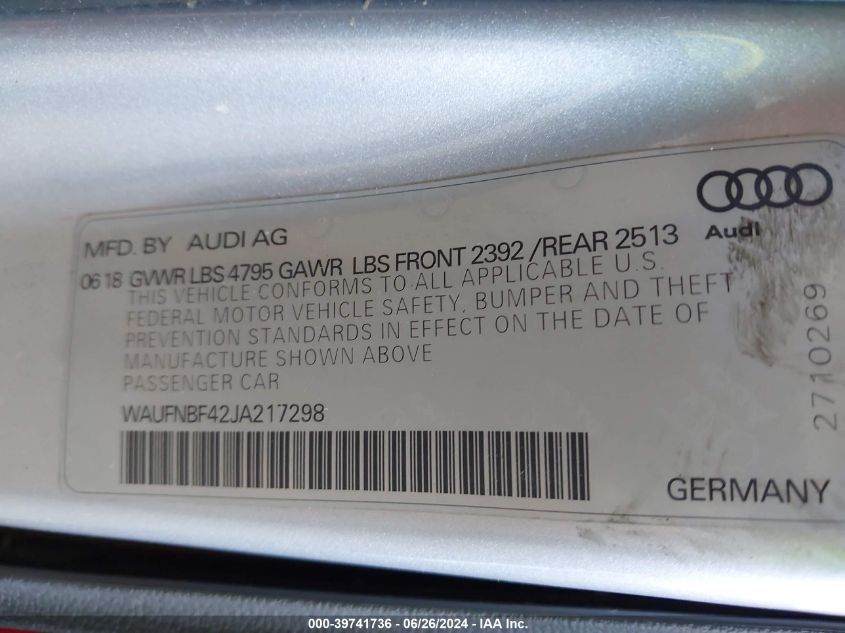 MFD. BY AUDI AG
Audi
06 18 GVWR LBS 4795 GAWR LBS FRONT 2392 /REAR 2513
THIS VEHICLE CONFORMS TO ALL APPLICABLE U.S.
FEDERAL MOTOR VEHICLE SAFETY, BUMPER AND THEFT
PREVENTION STANDARDS IN EFFECT ON THE DATE OF
MANUFACTURE SHOWN ABOVE
PASSENGER CAR
WAUFNBF42JA217298
GERMANY
2710269
000-39741736 - 06/26/2024 - IAA Inc.